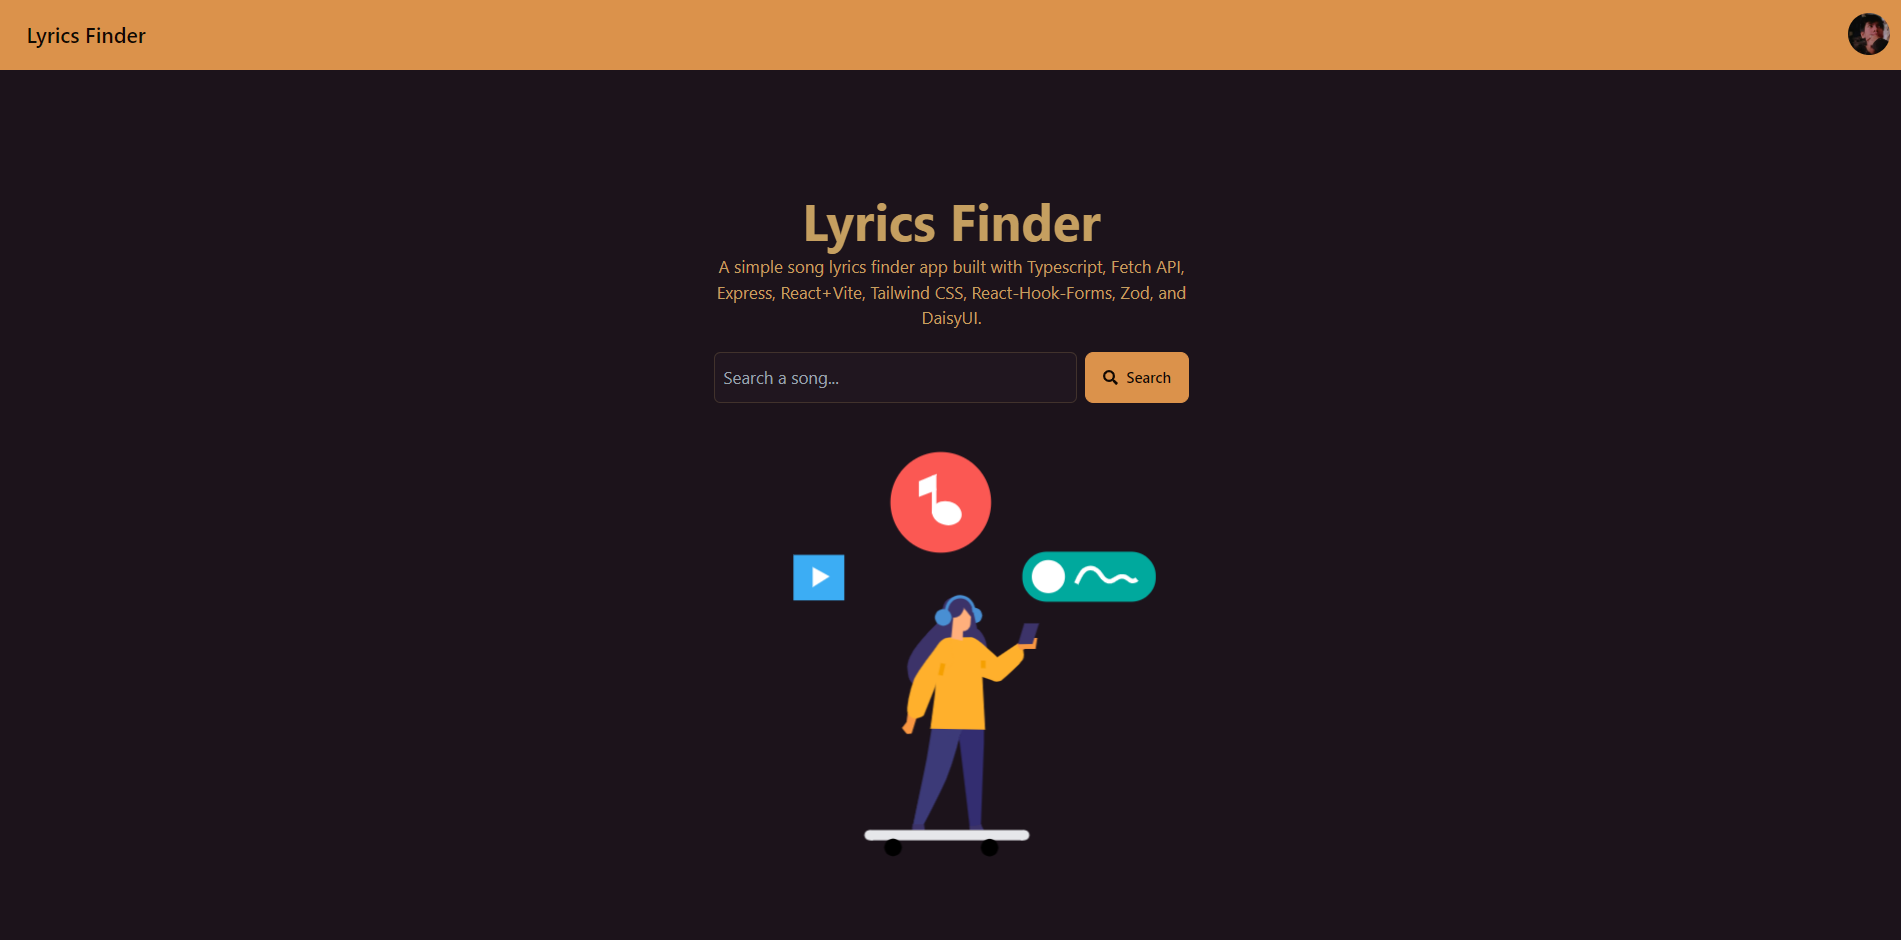 Lyrics Finder
Lyrics Finder
A simple song lyrics finder app built with Typescript, Fetch API,
Express, React+Vite, Tailwind CSS, React-Hook-Forms, Zod, and
DaisyUI.
Search a song...
Search